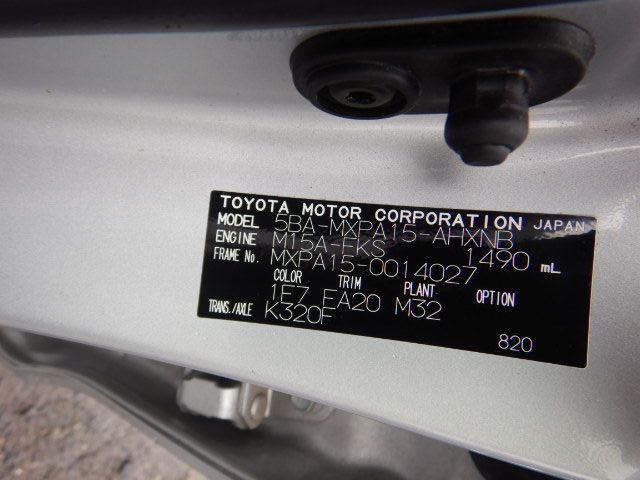 TOYOTA MOTOR CORPORATION JAPAN
MODEL 5BA-MXPA15-AHXNB
ENGINE M15A-FKS 1490 mL
FRAME No. MXPA15-0014027
COLOR TRIM PLANT OPTION
1E7 EA20 M32
TRANS./AXLE K320F
820